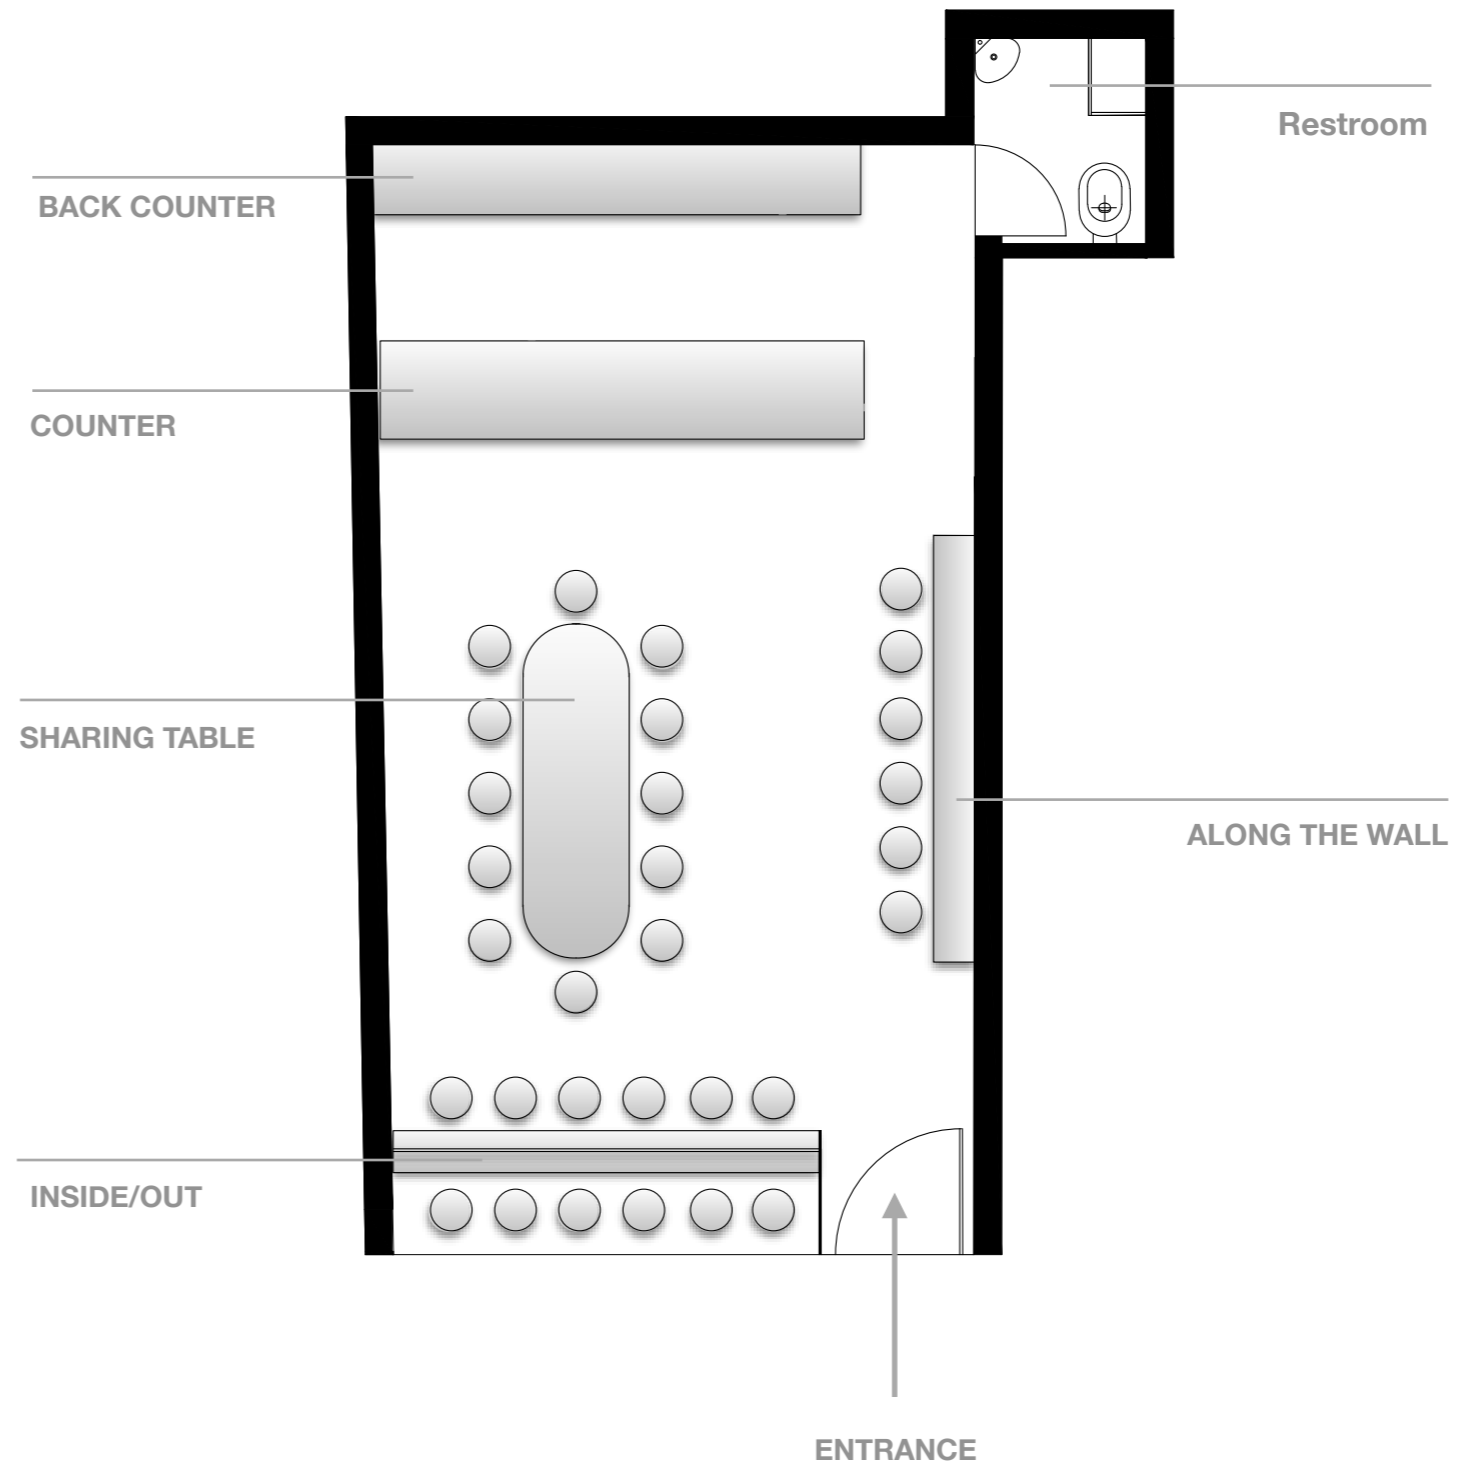 Restroom
BACK COUNTER
COUNTER
SHARING TABLE
ALONG THE WALL
INSIDE/OUT
ENTRANCE